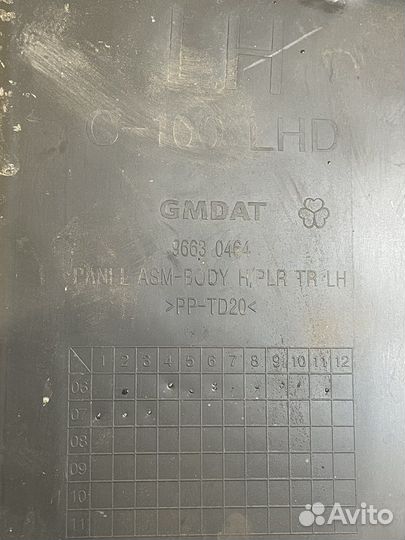 LH
C-100 LHD
GMDAT
9663 0464
PANEL ASM-BODY H/PLR TR LH
>PP-TD20<
1 2 3 4 5 6 7 8 9 10 11 12
06
07
08
09
10
11
Avito